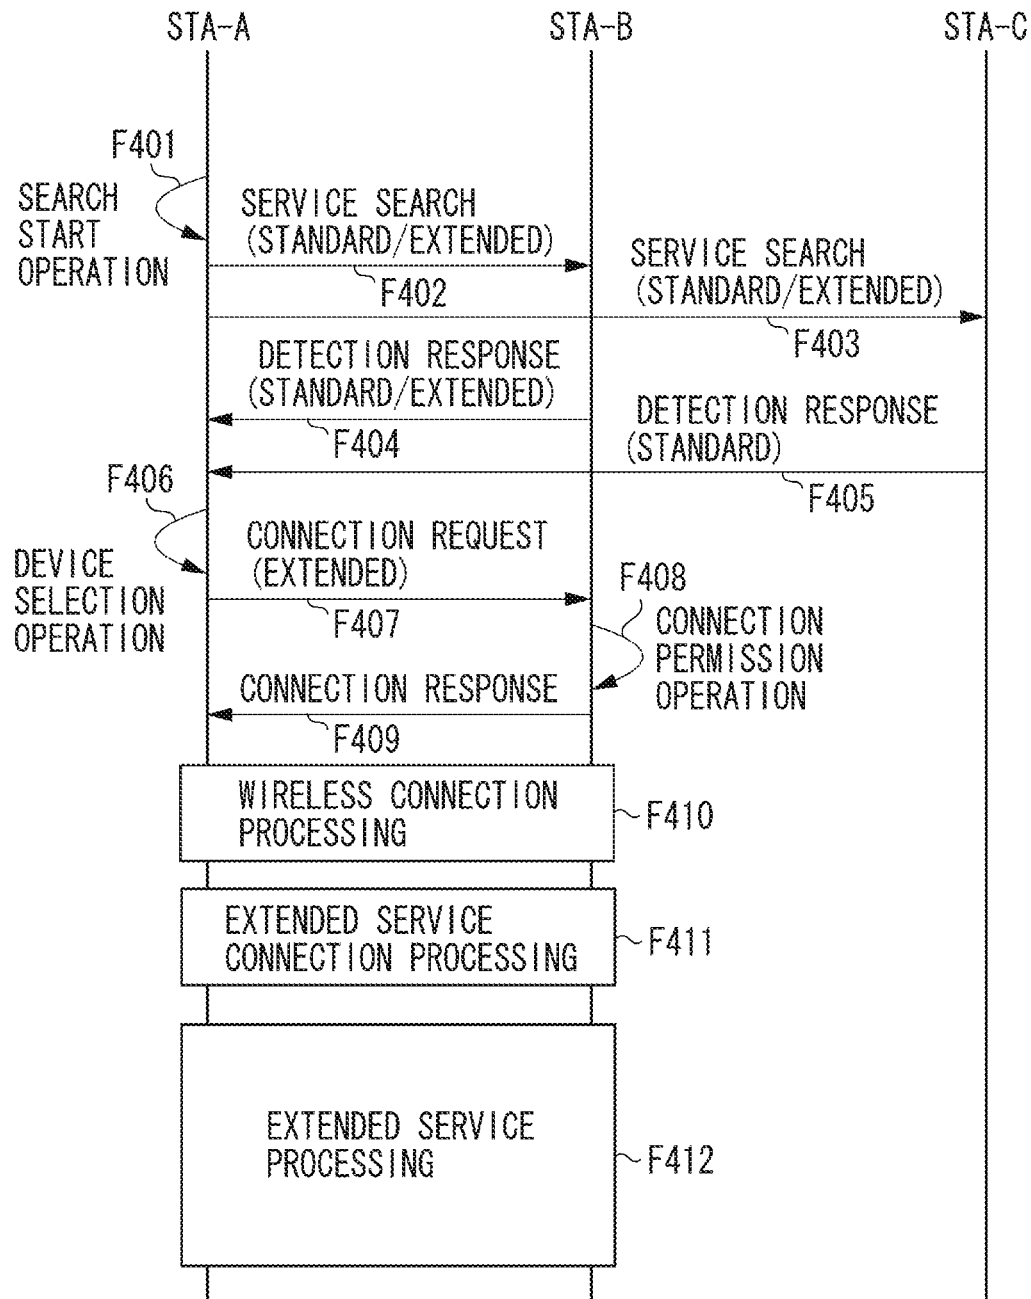 STA-A
STA-B
STA-C
F401
SEARCH
START
OPERATION
SERVICE SEARCH
(STANDARD/EXTENDED)
F402
SERVICE SEARCH
(STANDARD/EXTENDED)
F403
DETECTION RESPONSE
(STANDARD/EXTENDED)
F404
DETECTION RESPONSE
(STANDARD)
F405
F406
DEVICE
SELECTION
OPERATION
CONNECTION REQUEST
(EXTENDED)
F407
F408
CONNECTION
PERMISSION
OPERATION
CONNECTION RESPONSE
F409
WIRELESS CONNECTION
PROCESSING
F410
EXTENDED SERVICE
CONNECTION PROCESSING
F411
EXTENDED SERVICE
PROCESSING
F412